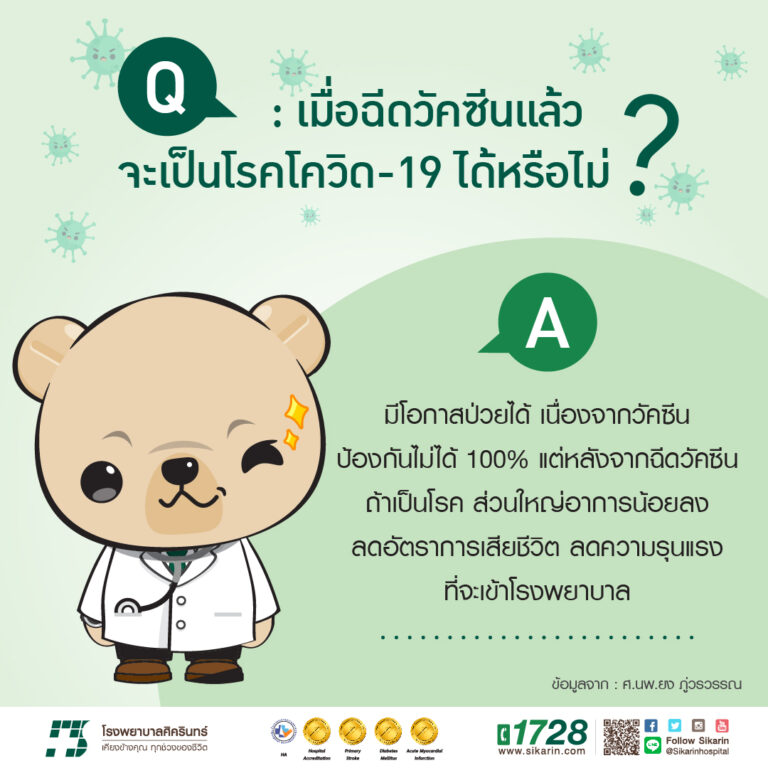 Q
: เมื่อฉีดวัคซีนแล้ว
จะเป็นโรคโควิด-19 ได้หรือไม่ ?
A
มีโอกาสป่วยได้ เนื่องจากวัคซีน
ป้องกันไม่ได้ 100% แต่หลังจากฉีดวัคซีน
ถ้าเป็นโรค ส่วนใหญ่อาการน้อยลง
ลดอัตราการเสียชีวิต ลดความรุนแรง
ที่จะเข้าโรงพยาบาล
ข้อมูลจาก : ศ.นพ.ยง ภู่วรวรรณ
โรงพยาบาลศิครินทร์
เคียงข้างคุณ ทุกช่วงของชีวิต
HA
Hospital
Accreditation
Primary
Stroke
Diabetes
Mellitus
Acute Myocardial
Infarction
1728
www.sikarin.com
Follow Sikarin
@Sikarinhospital